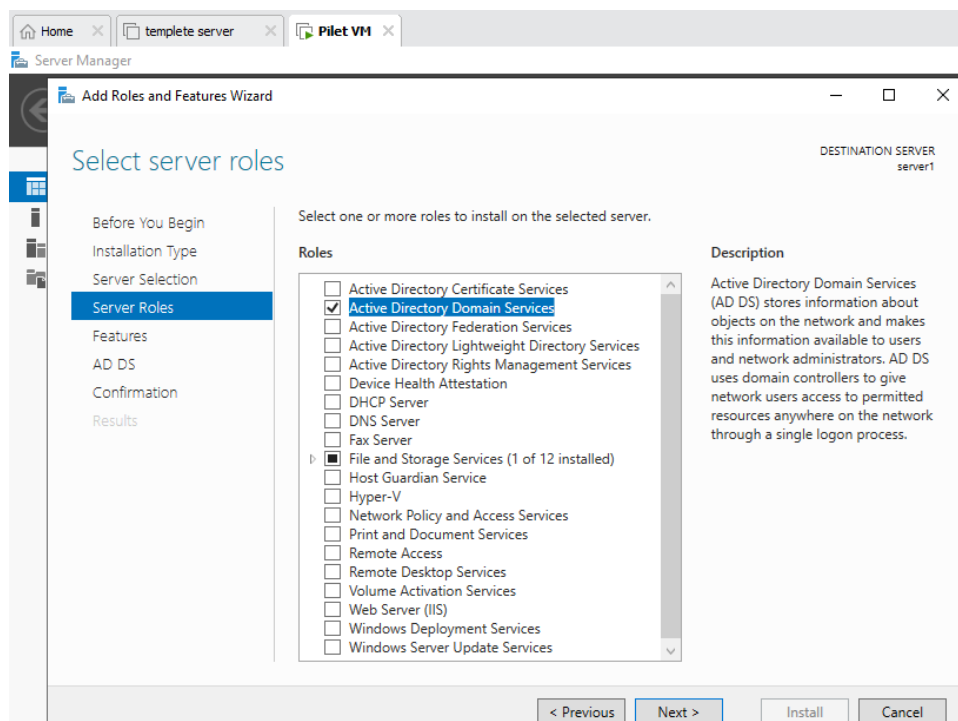 Home
templete server
Pilet VM
Server Manager
Add Roles and Features Wizard
Select server roles
DESTINATION SERVER
server1
Before You Begin
Installation Type
Server Selection
Server Roles
Features
AD DS
Confirmation
Results
Select one or more roles to install on the selected server.
Roles
Active Directory Certificate Services
Active Directory Domain Services
Active Directory Federation Services
Active Directory Lightweight Directory Services
Active Directory Rights Management Services
Device Health Attestation
DHCP Server
DNS Server
Fax Server
File and Storage Services (1 of 12 installed)
Host Guardian Service
Hyper-V
Network Policy and Access Services
Print and Document Services
Remote Access
Remote Desktop Services
Volume Activation Services
Web Server (IIS)
Windows Deployment Services
Windows Server Update Services
Description
Active Directory Domain Services
(AD DS) stores information about
objects on the network and makes
this information available to users
and network administrators. AD DS
uses domain controllers to give
network users access to permitted
resources anywhere on the network
through a single logon process.
< Previous
Next >
Install
Cancel